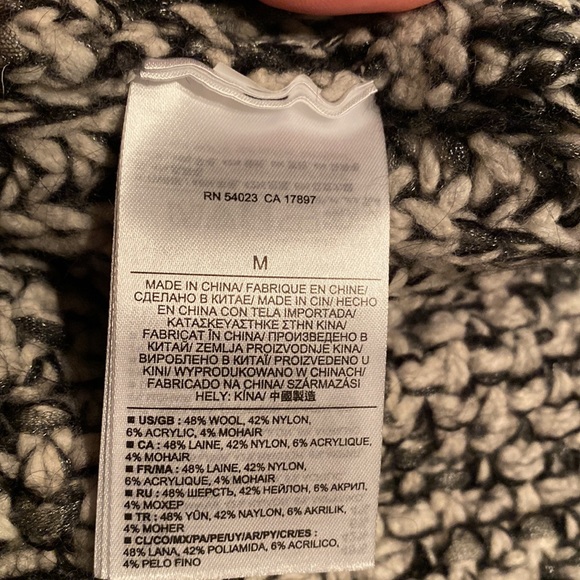 RN 54023 CA 17897
M
MADE IN CHINA/ FABRIQUE EN CHINE/
СДЕЛАНО В КИТАЕ/ MADE IN CIN/ HECHO
EN CHINA CON TELA IMPORTADA/
ΚΑΤΑΣΚΕΥΑΣΤΗΚΕ ΣΤΗΝ ΚΙΝΑ/
FABRICAT ÎN CHINA/ ПРОИЗВЕДЕНО В
КИТАЙ/ ZEMLJA PROIZVODNJE KINA/
ВИРОБЛЕНО В КИТАЇ/ PROIZVEDENO U
KINI/ WYPRODUKOWANO W CHINACH/
FABRICADO NA CHINA/ SZÁRMAZÁSI
HELY: KÍNA/ 中國製造
■ US/GB : 48% WOOL, 42% NYLON,
6% ACRYLIC, 4% MOHAIR
■ CA : 48% LAINE, 42% NYLON, 6% ACRYLIQUE,
4% MOHAIR
■ FR/MA : 48% LAINE, 42% NYLON,
6% ACRYLIQUE, 4% MOHAIR
■ RU : 48% ШЕРСТЬ, 42% НЕЙЛОН, 6% АКРИЛ,
4% МОХЕР
■ TR : 48% YÜN, 42% NAYLON, 6% AKRILIK,
4% MOHER
■ CL/CO/MX/PA/PE/UY/AR/PY/CR/ES :
48% LANA, 42% POLIAMIDA, 6% ACRILICO,
4% PELO FINO